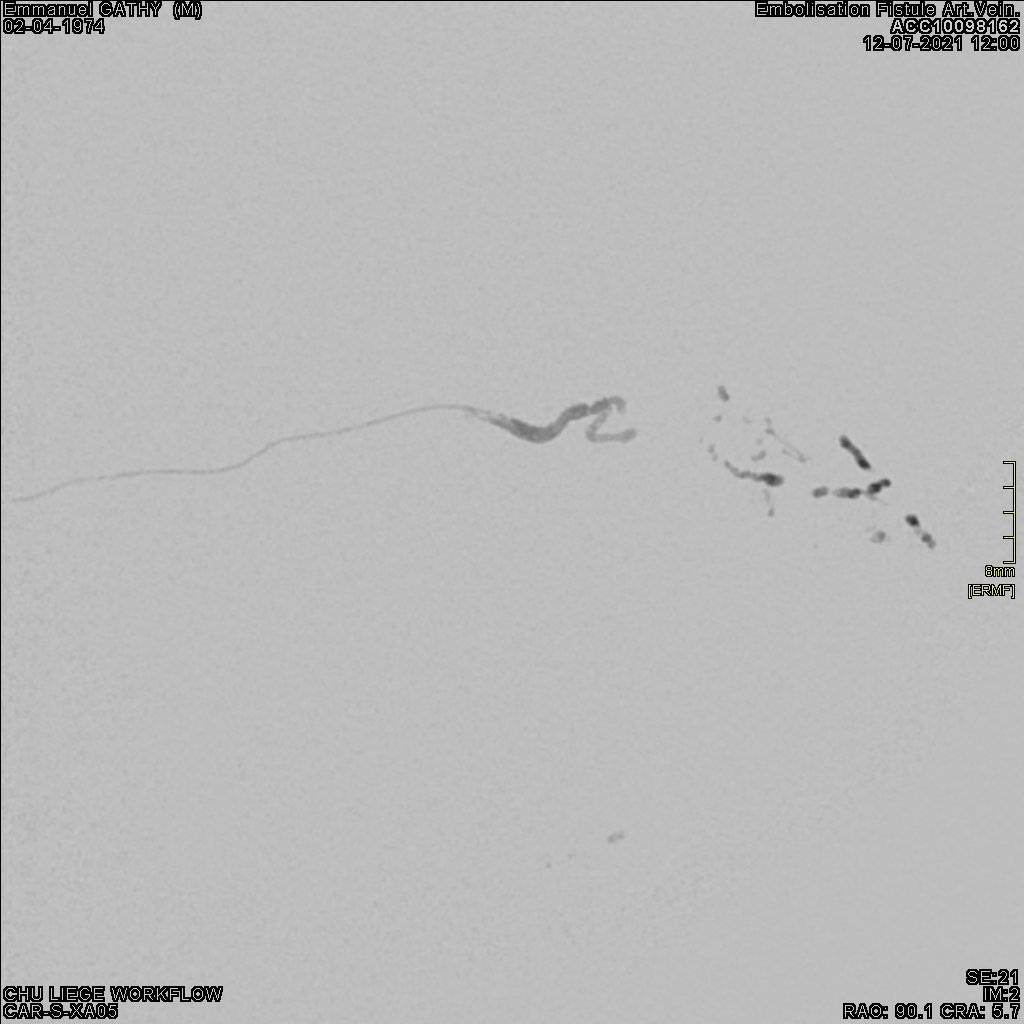 Emmanuel GATHY (M)
02-04-1974
Embolisation Fistule Art.Vein.
ACC10098162
12-07-2021 12:00
8mm
[ERMF]
CHU LIEGE WORKFLOW
CAR-S-XA05
SE:21
IM:2
RAO: 90.1 CRA: 5.7